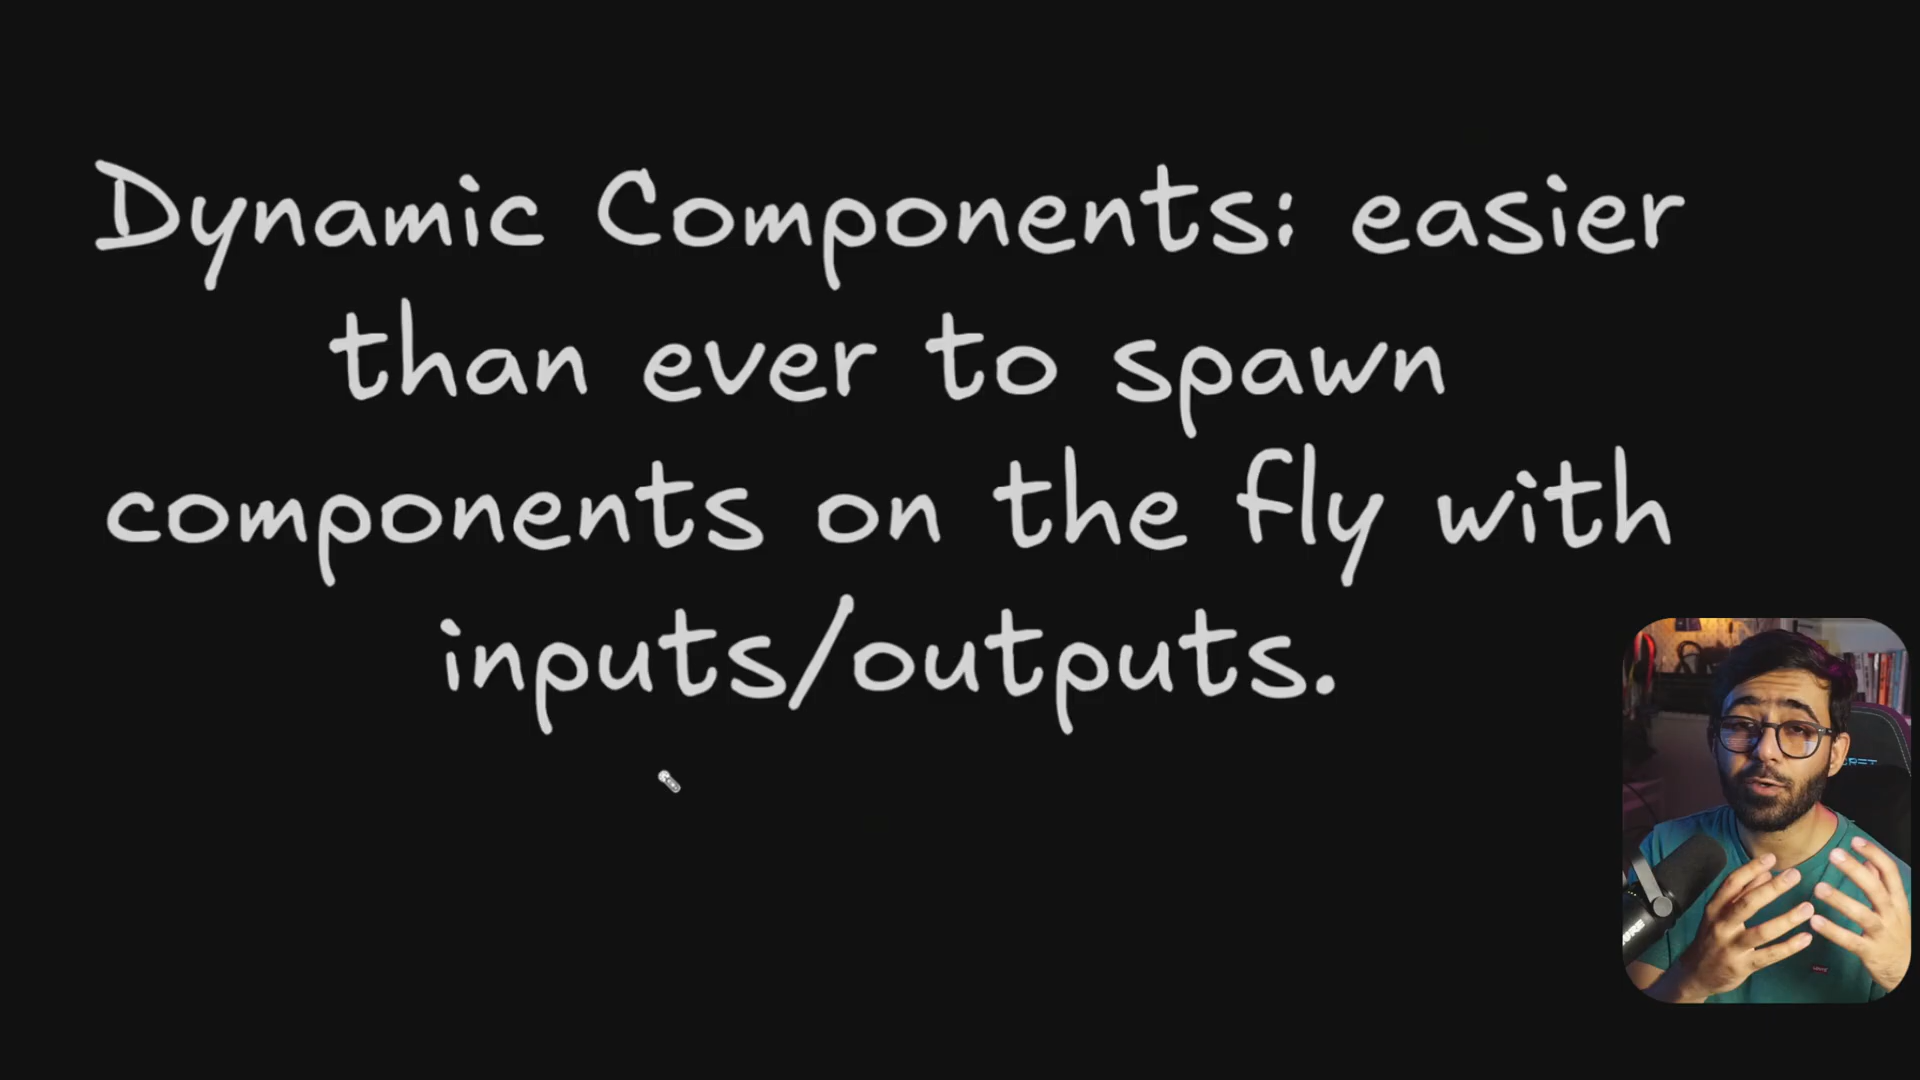 Dynamic Components: easier
than ever to spawn
components on the fly with
inputs/outputs.